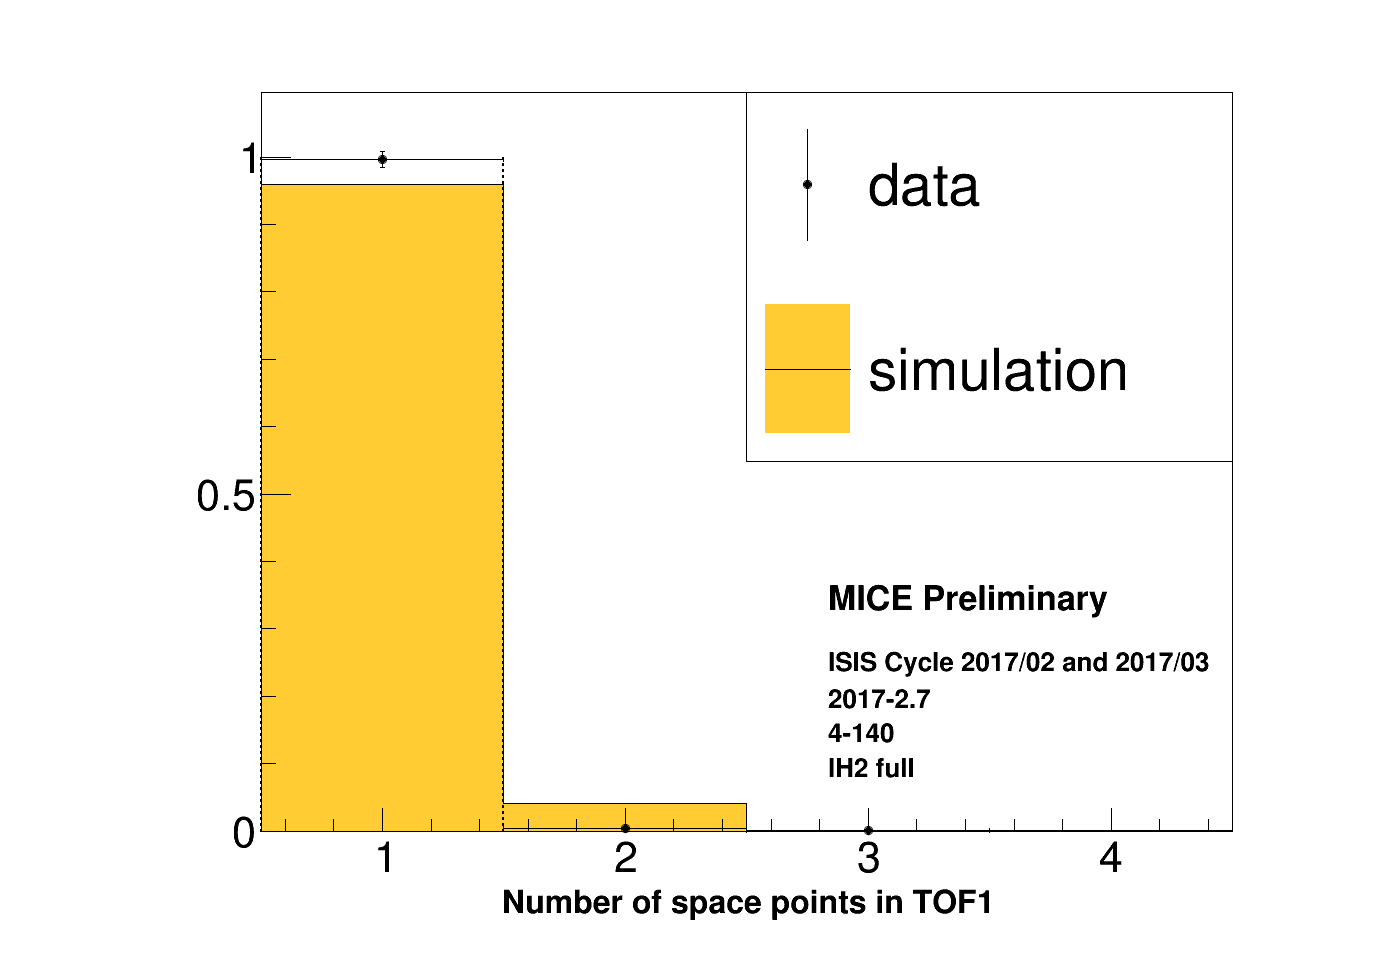 data
simulation
MICE Preliminary
ISIS Cycle 2017/02 and 2017/03
2017-2.7
4-140
IH2 full
1
0.5
0
1 2 3 4
Number of space points in TOF1